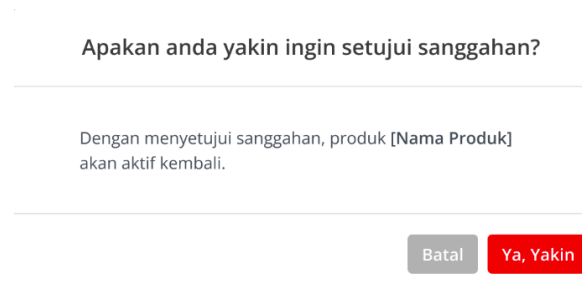 Apakan anda yakin ingin setujui sanggahan?
Dengan menyetujui sanggahan, produk [Nama Produk]
akan aktif kembali.
Batal Ya, Yakin